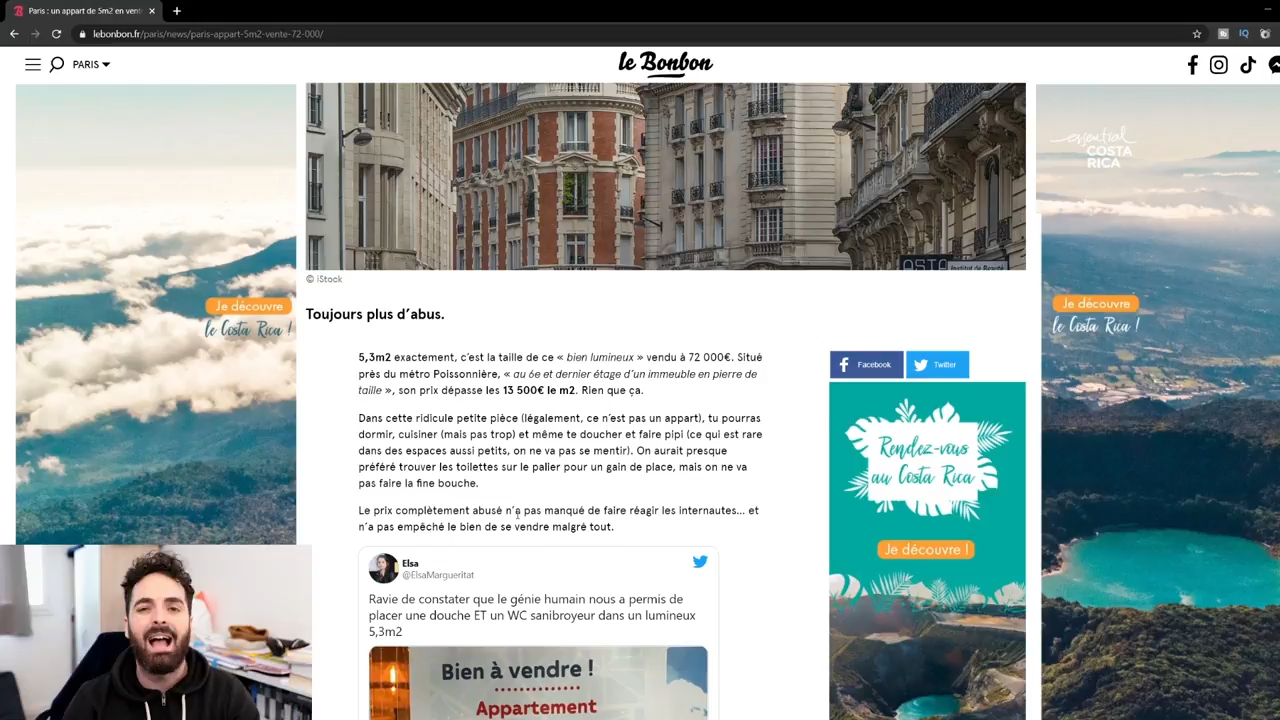 Paris : un appart de 5m2 en vent
lebonbon.fr/paris/news/paris-appart-5m2-vente-72-000/
PARIS
le Bonbon
ASTA
Institut de Beauté
© iStock
essential
COSTA
RICA
Je découvre
le Costa Rica !
Je découvre
le Costa Rica !
Toujours plus d'abus.
5,3m2 exactement, c'est la taille de ce « bien lumineux » vendu à 72 000€. Situé
près du métro Poissonnière, « au 6e et dernier étage d'un immeuble en pierre de
taille », son prix dépasse les 13 500€ le m2. Rien que ça.
Dans cette ridicule petite pièce (légalement, ce n'est pas un appart), tu pourras
dormir, cuisiner (mais pas trop) et même te doucher et faire pipi (ce qui est rare
dans des espaces aussi petits, on ne va pas se mentir). On aurait presque
préféré trouver les toilettes sur le palier pour un gain de place, mais on ne va
pas faire la fine bouche.
Le prix complètement abusé n'a pas manqué de faire réagir les internautes... et
n'a pas empêché le bien de se vendre malgré tout.
Elsa
@ElsaMargueritat
Ravie de constater que le génie humain nous a permis de
placer une douche ET un WC sanibroyeur dans un lumineux
5,3m2
Bien à vendre !
Appartement
Facebook
Twitter
Rendez-vous
au Costa Rica
Je découvre !
IQ